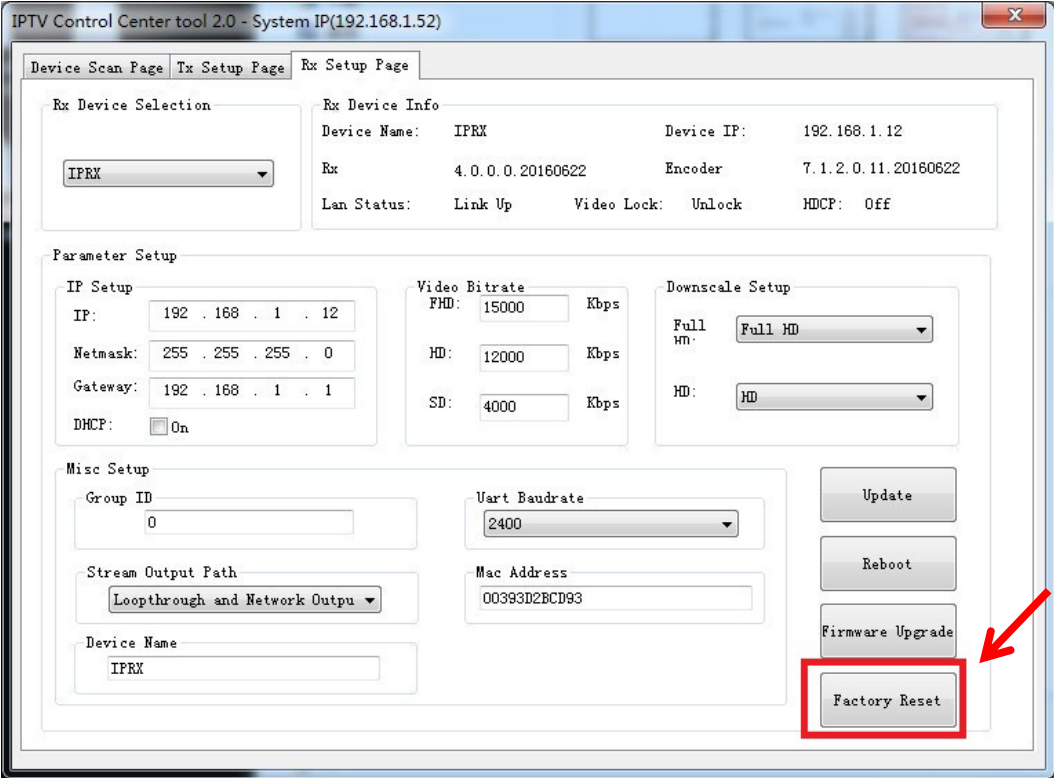 IPTV Control Center tool 2.0 - System IP(192.168.1.52)
Device Scan Page Tx Setup Page Rx Setup Page
Rx Device Selection
IPRX
Rx Device Info
Device Name: IPRX Device IP: 192.168.1.12
Rx 4.0.0.0.20160622 Encoder 7.1.2.0.11.20160622
Lan Status: Link Up Video Lock: Unlock HDCP: Off
Parameter Setup
IP Setup
IP: 192 . 168 . 1 . 12
Netmask: 255 . 255 . 255 . 0
Gateway: 192 . 168 . 1 . 1
DHCP: On
Video Bitrate
FHD: 15000 Kbps
HD: 12000 Kbps
SD: 4000 Kbps
Downscale Setup
Full Full HD
HD: HD
Misc Setup
Group ID
0
Uart Baudrate
2400
Stream Output Path
Loopthrough and Network Outpu
Mac Address
00393D2BCD93
Device Name
IPRX
Update
Reboot
Firmware Upgrade
Factory Reset